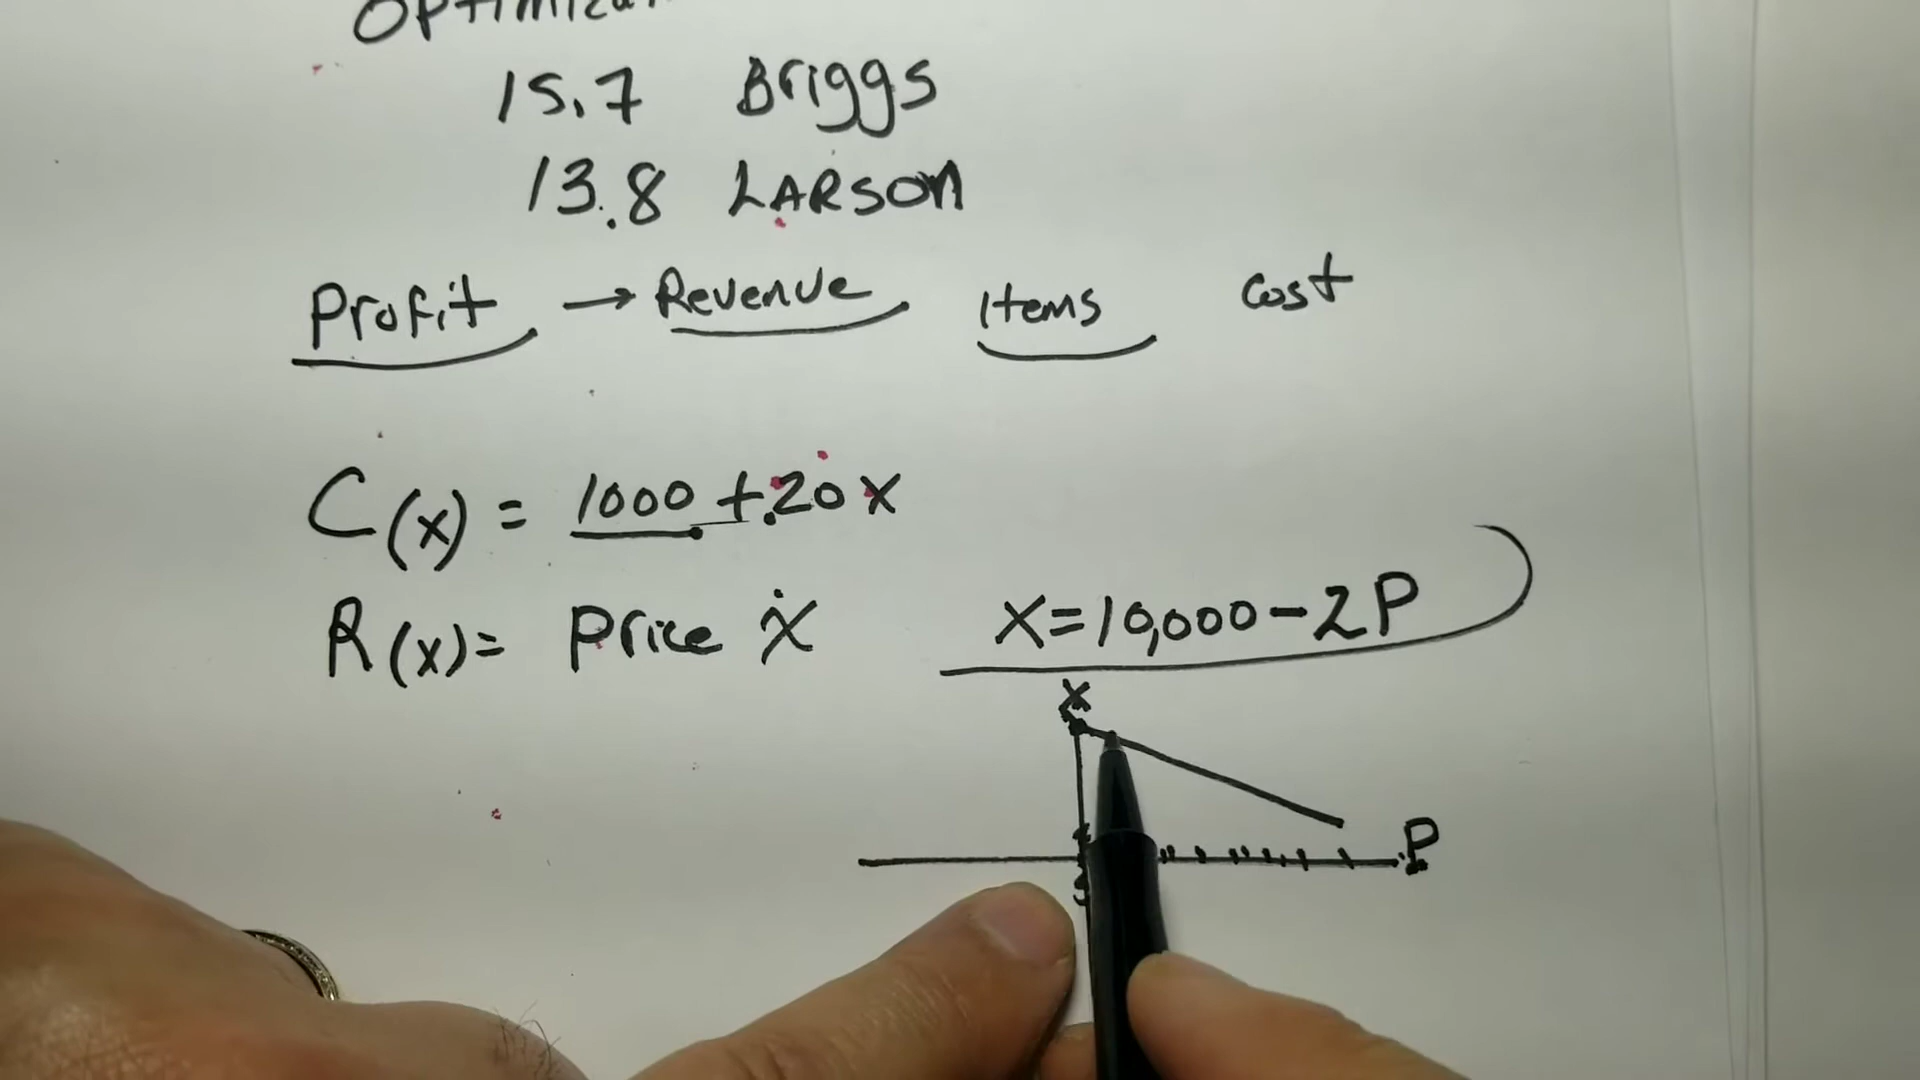 15.7 Briggs
13.8 LARSON
Profit → Revenue Items cost
C(x) = 1000 + .20x
R(x) = Price · X
X = 10,000 - 2P
X
P